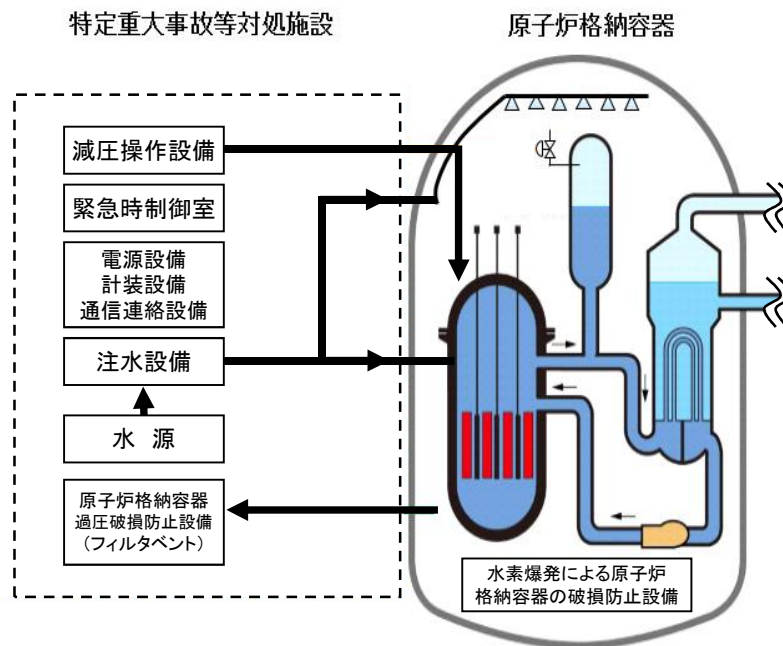 特定重大事故等対処施設
原子炉格納容器
減圧操作設備
緊急時制御室
電源設備
計装設備
通信連絡設備
注水設備
水 源
原子炉格納容器
過圧破損防止設備
(フィルタベント)
水素爆発による原子炉
格納容器の破損防止設備